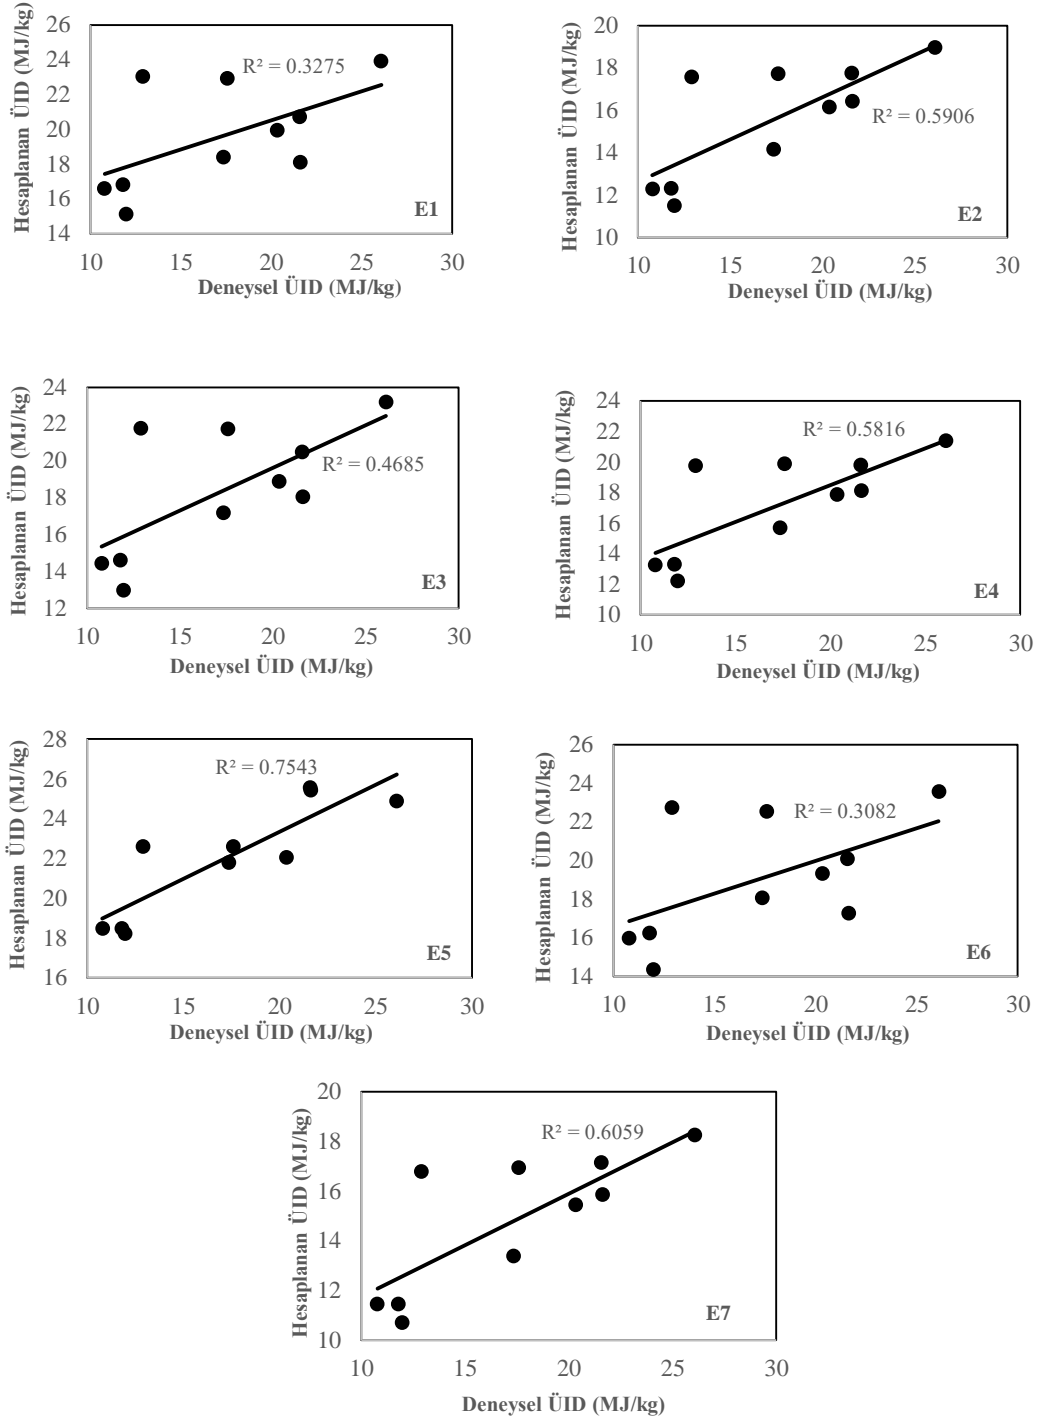 26
24
22
20
18
16
14
Hesaplanan ÜID (MJ/kg)
R² = 0.3275
E1
10 20 30
Deneysel ÜID (MJ/kg)
20
18
16
14
12
10
Hesaplanan ÜID (MJ/kg)
R² = 0.5906
E2
10 15 20 25 30
Deneysel ÜID (MJ/kg)
24
22
20
18
16
14
12
Hesaplanan ÜID (MJ/kg)
R² = 0.4685
E3
10 15 20 25 30
Deneysel ÜID (MJ/kg)
24
22
20
18
16
14
12
10
Hesaplanan ÜID (MJ/kg)
R² = 0.5816
E4
10 15 20 25 30
Deneysel ÜID (MJ/kg)
28
26
24
22
20
18
16
Hesaplanan ÜID (MJ/kg)
R² = 0.7543
E5
10 15 20 25 30
Deneysel ÜID (MJ/kg)
26
24
22
20
18
16
14
Hesaplanan ÜID (MJ/kg)
R² = 0.3082
E6
10 15 20 25 30
Deneysel ÜID (MJ/kg)
20
18
16
14
12
10
Hesaplanan ÜID (MJ/kg)
R² = 0.6059
E7
10 15 20 25 30
Deneysel ÜID (MJ/kg)